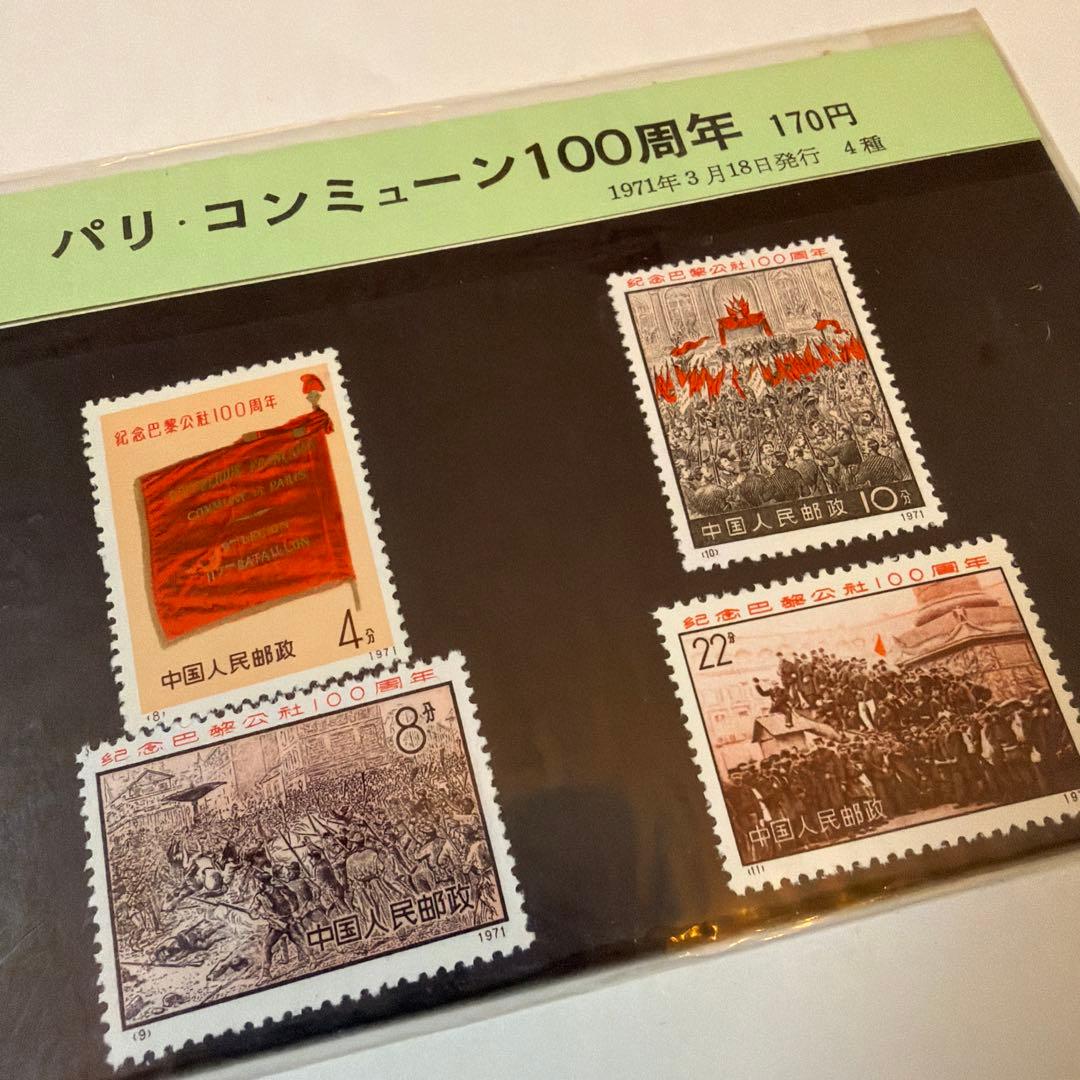 パリ・コンミューン100周年 170円
1971年3月18日発行 4種
紀念巴黎公社100周年
COMMUNE DE PARIS
BATAILLON
4分
中国人民邮政
1971
(8)
紀念巴黎公社100周年
8分
中国人民邮政
1971
(9)
紀念巴黎公社100周年
中国人民邮政 10分
(10) 1971
紀念巴黎公社100周年
22分
中国人民邮政
(11)